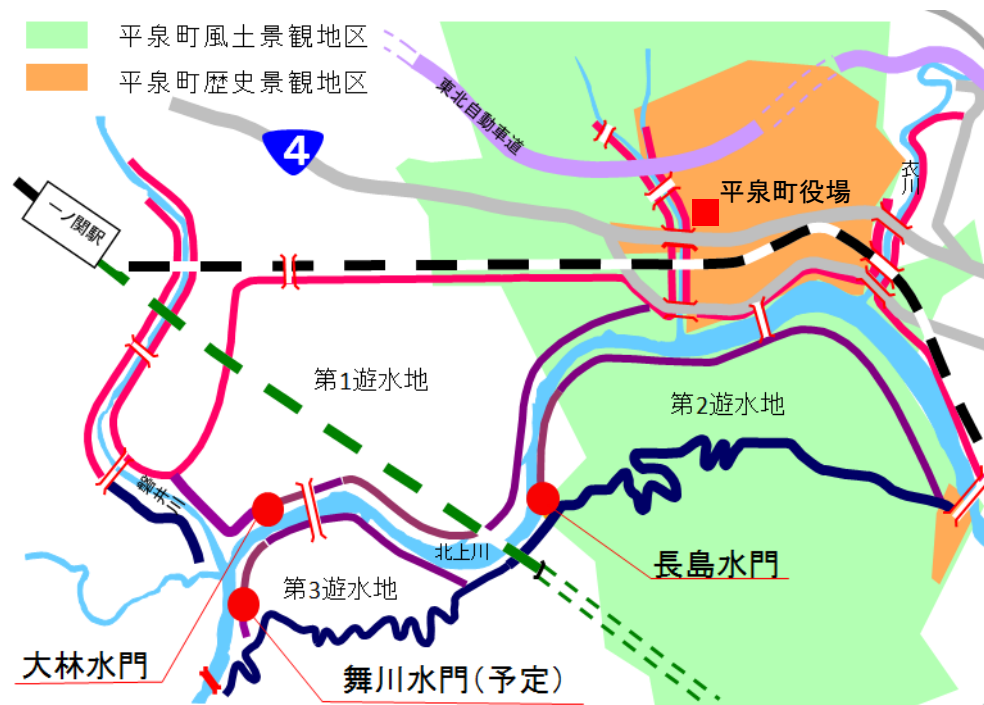 平泉町風土景観地区
平泉町歴史景観地区
4
東北自動車道
衣川
平泉町役場
一ノ関駅
第1遊水地
第2遊水地
磐井川
北上川
長島水門
第3遊水地
大林水門
舞川水門(予定)